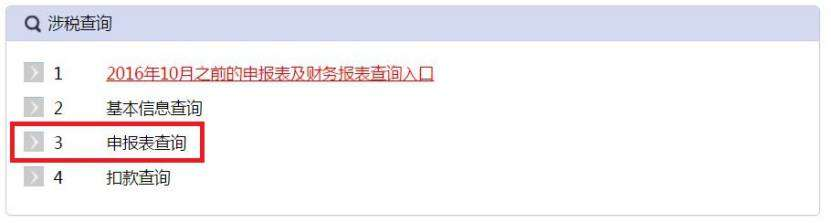 涉税查询
1 2016年10月之前的申报表及财务报表查询入口
2 基本信息查询
3 申报表查询
4 扣款查询